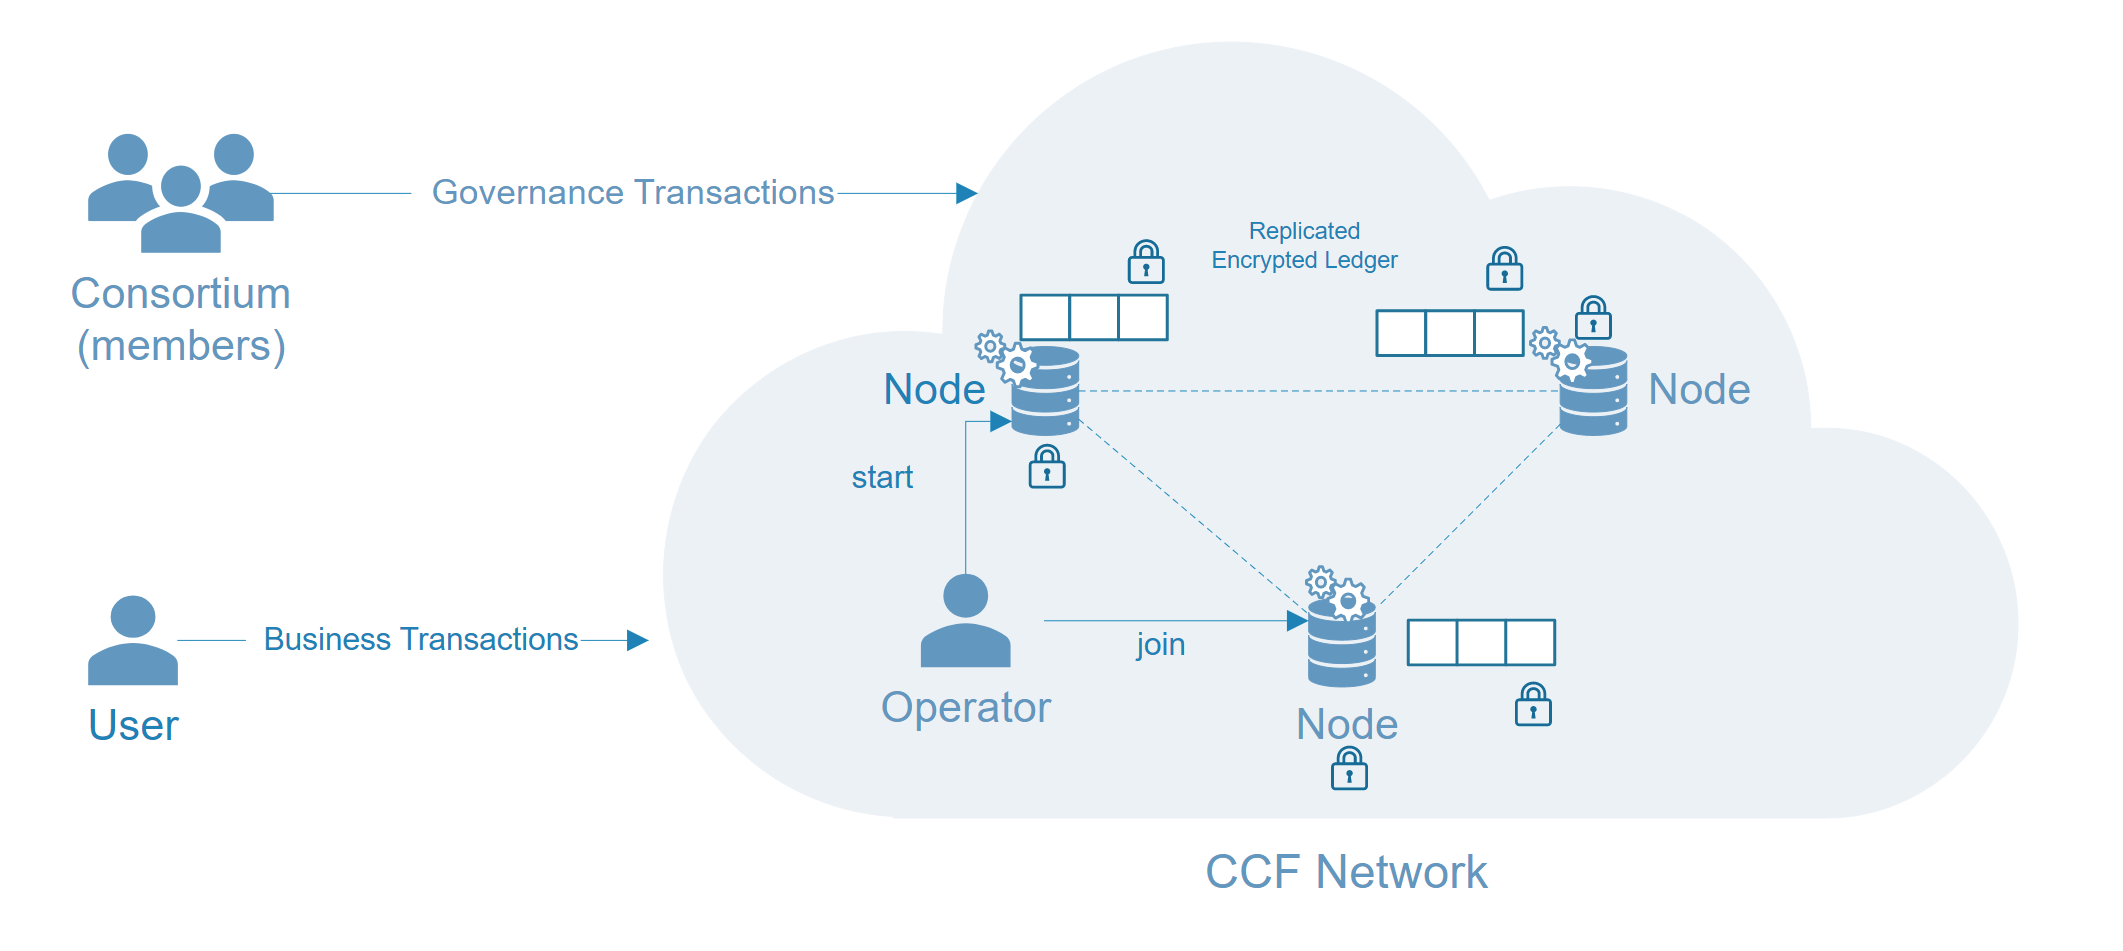 Governance Transactions
Consortium
(members)
Replicated
Encrypted Ledger
Node
Node
start
Business Transactions
User
Operator
join
Node
CCF Network